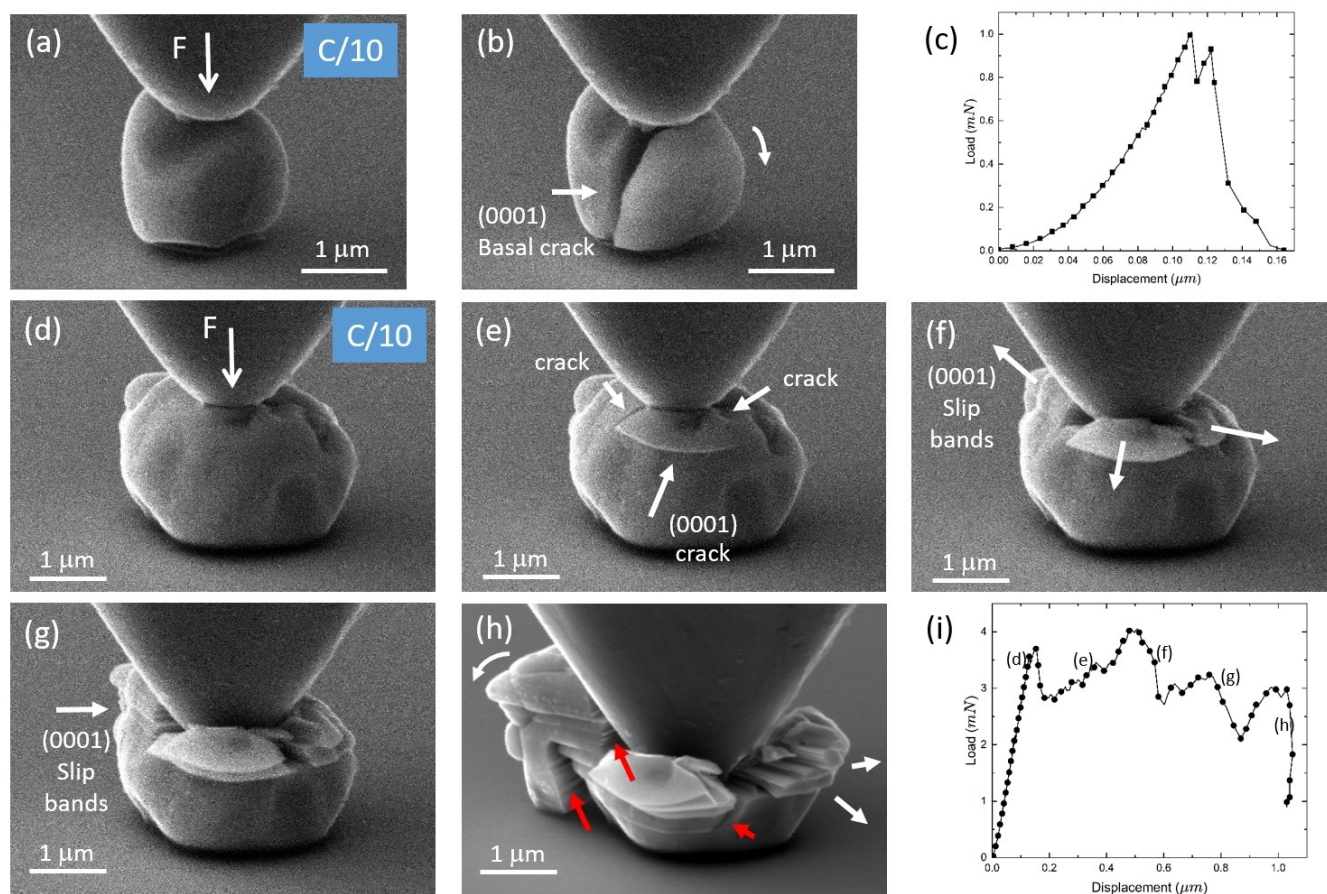 (a)
F
C/10
1 μm
(b)
(0001)
Basal crack
1 μm
(c)
1.0
0.8
0.6
0.4
0.2
0.0
Load (mN)
0.00 0.02 0.04 0.06 0.08 0.10 0.12 0.14 0.16
Displacement (μm)
(d)
F
C/10
1 μm
(e)
crack
crack
(0001)
crack
1 μm
(f)
(0001)
Slip
bands
1 μm
(g)
(0001)
Slip
bands
1 μm
(h)
1 μm
(i)
4
3
2
1
0
Load (mN)
(d)
(e)
(f)
(g)
(h)
0.0 0.2 0.4 0.6 0.8 1.0
Displacement (μm)